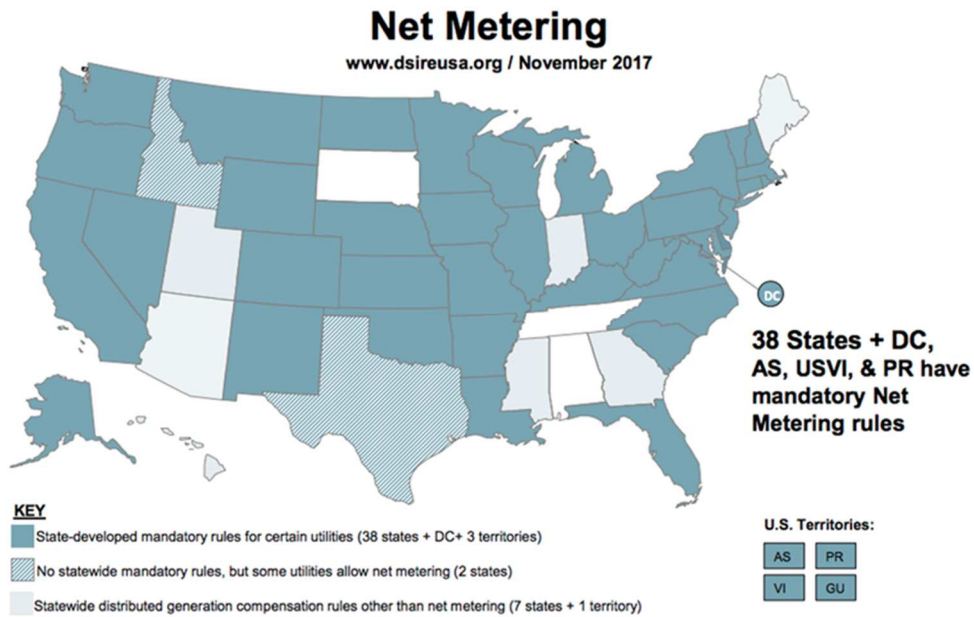 Net Metering
www.dsireusa.org / November 2017
DC
38 States + DC,
AS, USVI, & PR have
mandatory Net
Metering rules
KEY
State-developed mandatory rules for certain utilities (38 states + DC+ 3 territories)
No statewide mandatory rules, but some utilities allow net metering (2 states)
Statewide distributed generation compensation rules other than net metering (7 states + 1 territory)
U.S. Territories:
AS PR
VI GU